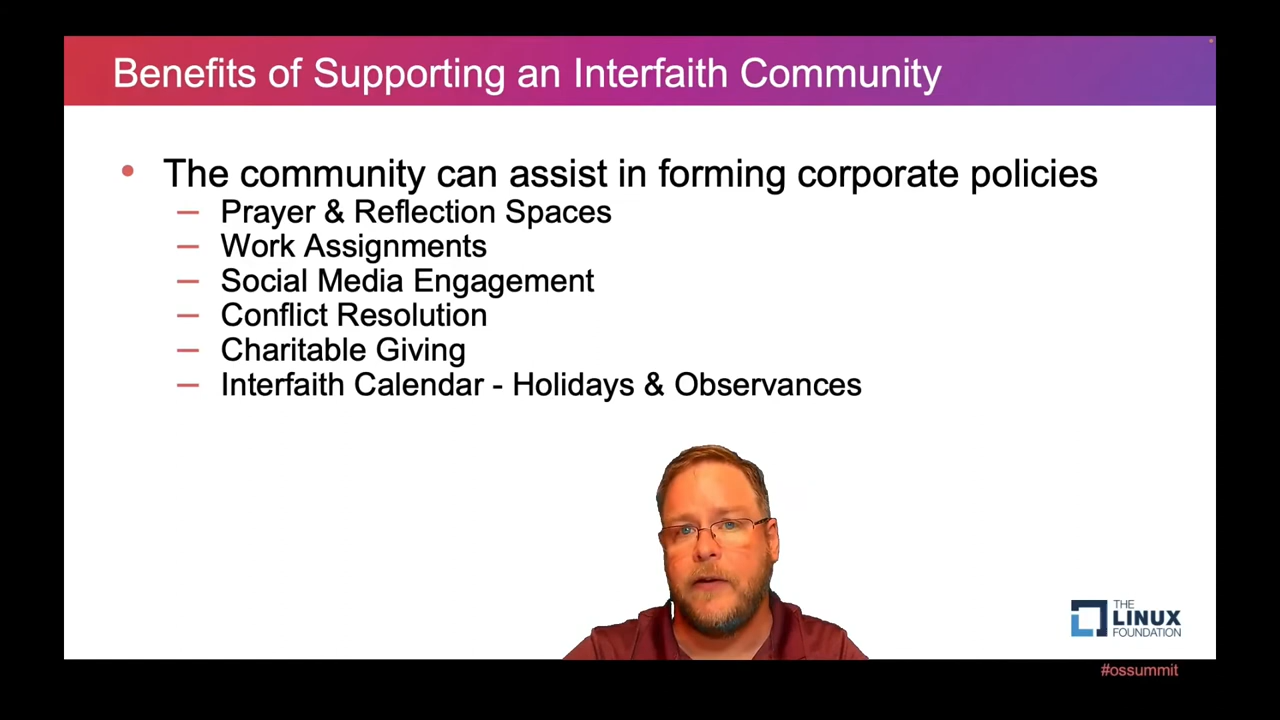 Benefits of Supporting an Interfaith Community
• The community can assist in forming corporate policies
– Prayer & Reflection Spaces
– Work Assignments
– Social Media Engagement
– Conflict Resolution
– Charitable Giving
– Interfaith Calendar - Holidays & Observances
THE
LINUX
FOUNDATION
#ossummit